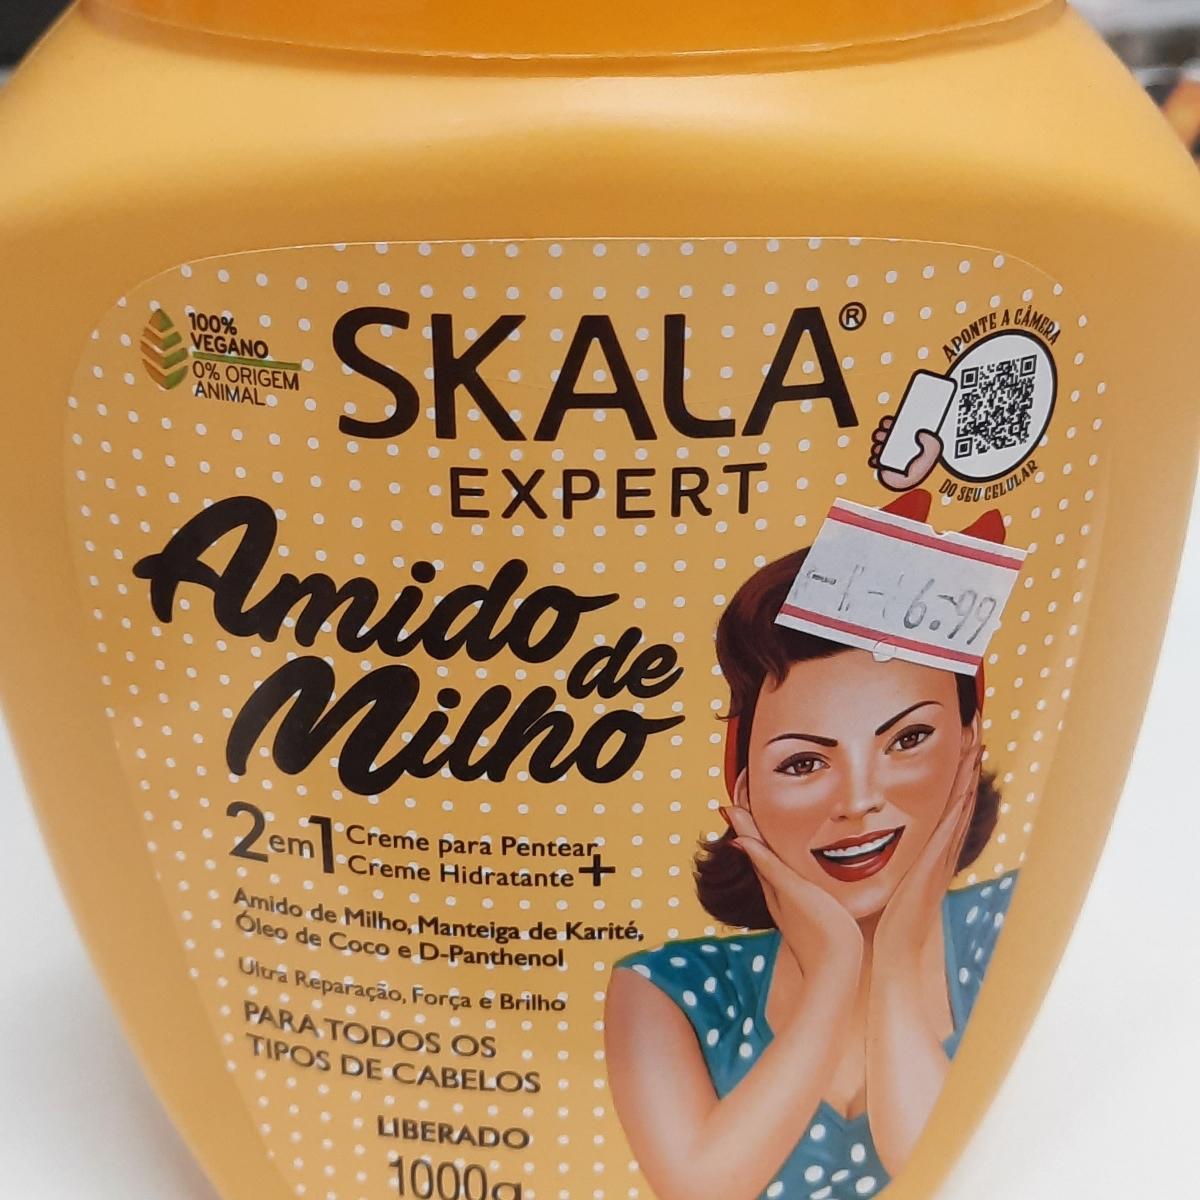 100%
VEGANO
0% ORIGEM
ANIMAL
SKALA®
EXPERT
APONTE A CÂMERA
DO SEU CELULAR
Amido de
Milho
6.99
2em1 Creme para Pentear +
Creme Hidratante
Amido de Milho, Manteiga de Karité,
Óleo de Coco e D-Panthenol
Ultra Reparação, Força e Brilho
PARA TODOS OS
TIPOS DE CABELOS
LIBERADO
1000g